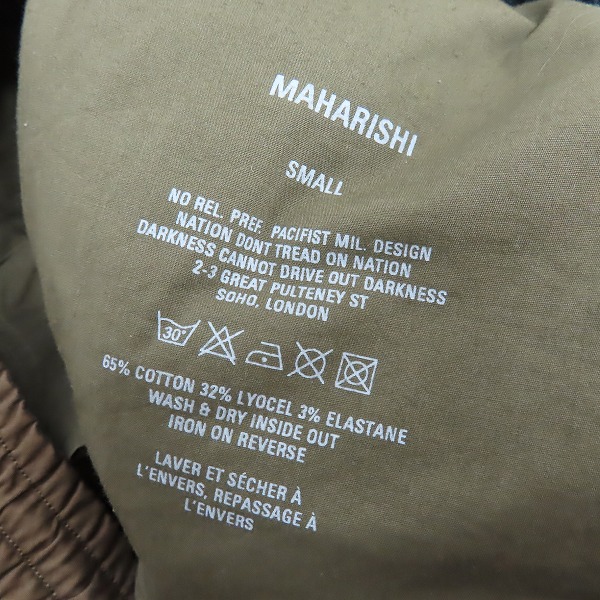 MAHARISHI
SMALL
NO REL. PREF PACIFIST MIL. DESIGN
NATION DONT TREAD ON NATION
DARKNESS CANNOT DRIVE OUT DARKNESS
2-3 GREAT PULTENEY ST
SOHO, LONDON
30°
65% COTTON 32% LYOCEL 3% ELASTANE
WASH & DRY INSIDE OUT
IRON ON REVERSE
LAVER ET SÉCHER À
L'ENVERS, REPASSAGE À
L'ENVERS